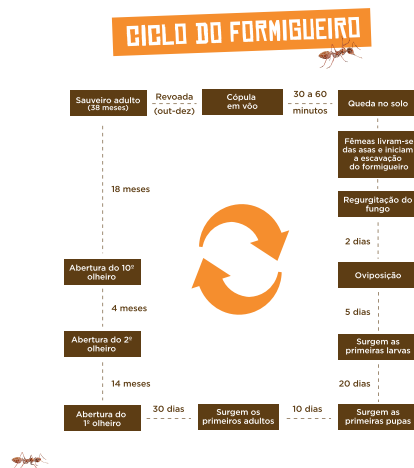 CICLO DO FORMIGUEIRO
Sauveiro adulto
(38 meses)
Revoada
(out-dez)
Cópula
em vôo
30 a 60
minutos
Queda no solo
Fêmeas livram-se
das asas e iniciam
a escavação
do formigueiro
Regurgitação do
fungo
2 dias
Oviposição
5 dias
Surgem as
primeiras larvas
20 dias
Surgem as
primeiras pupas
10 dias
Surgem os
primeiros adultos
30 dias
Abertura do
1º olheiro
14 meses
Abertura do 2º
olheiro
4 meses
Abertura do 10º
olheiro
18 meses